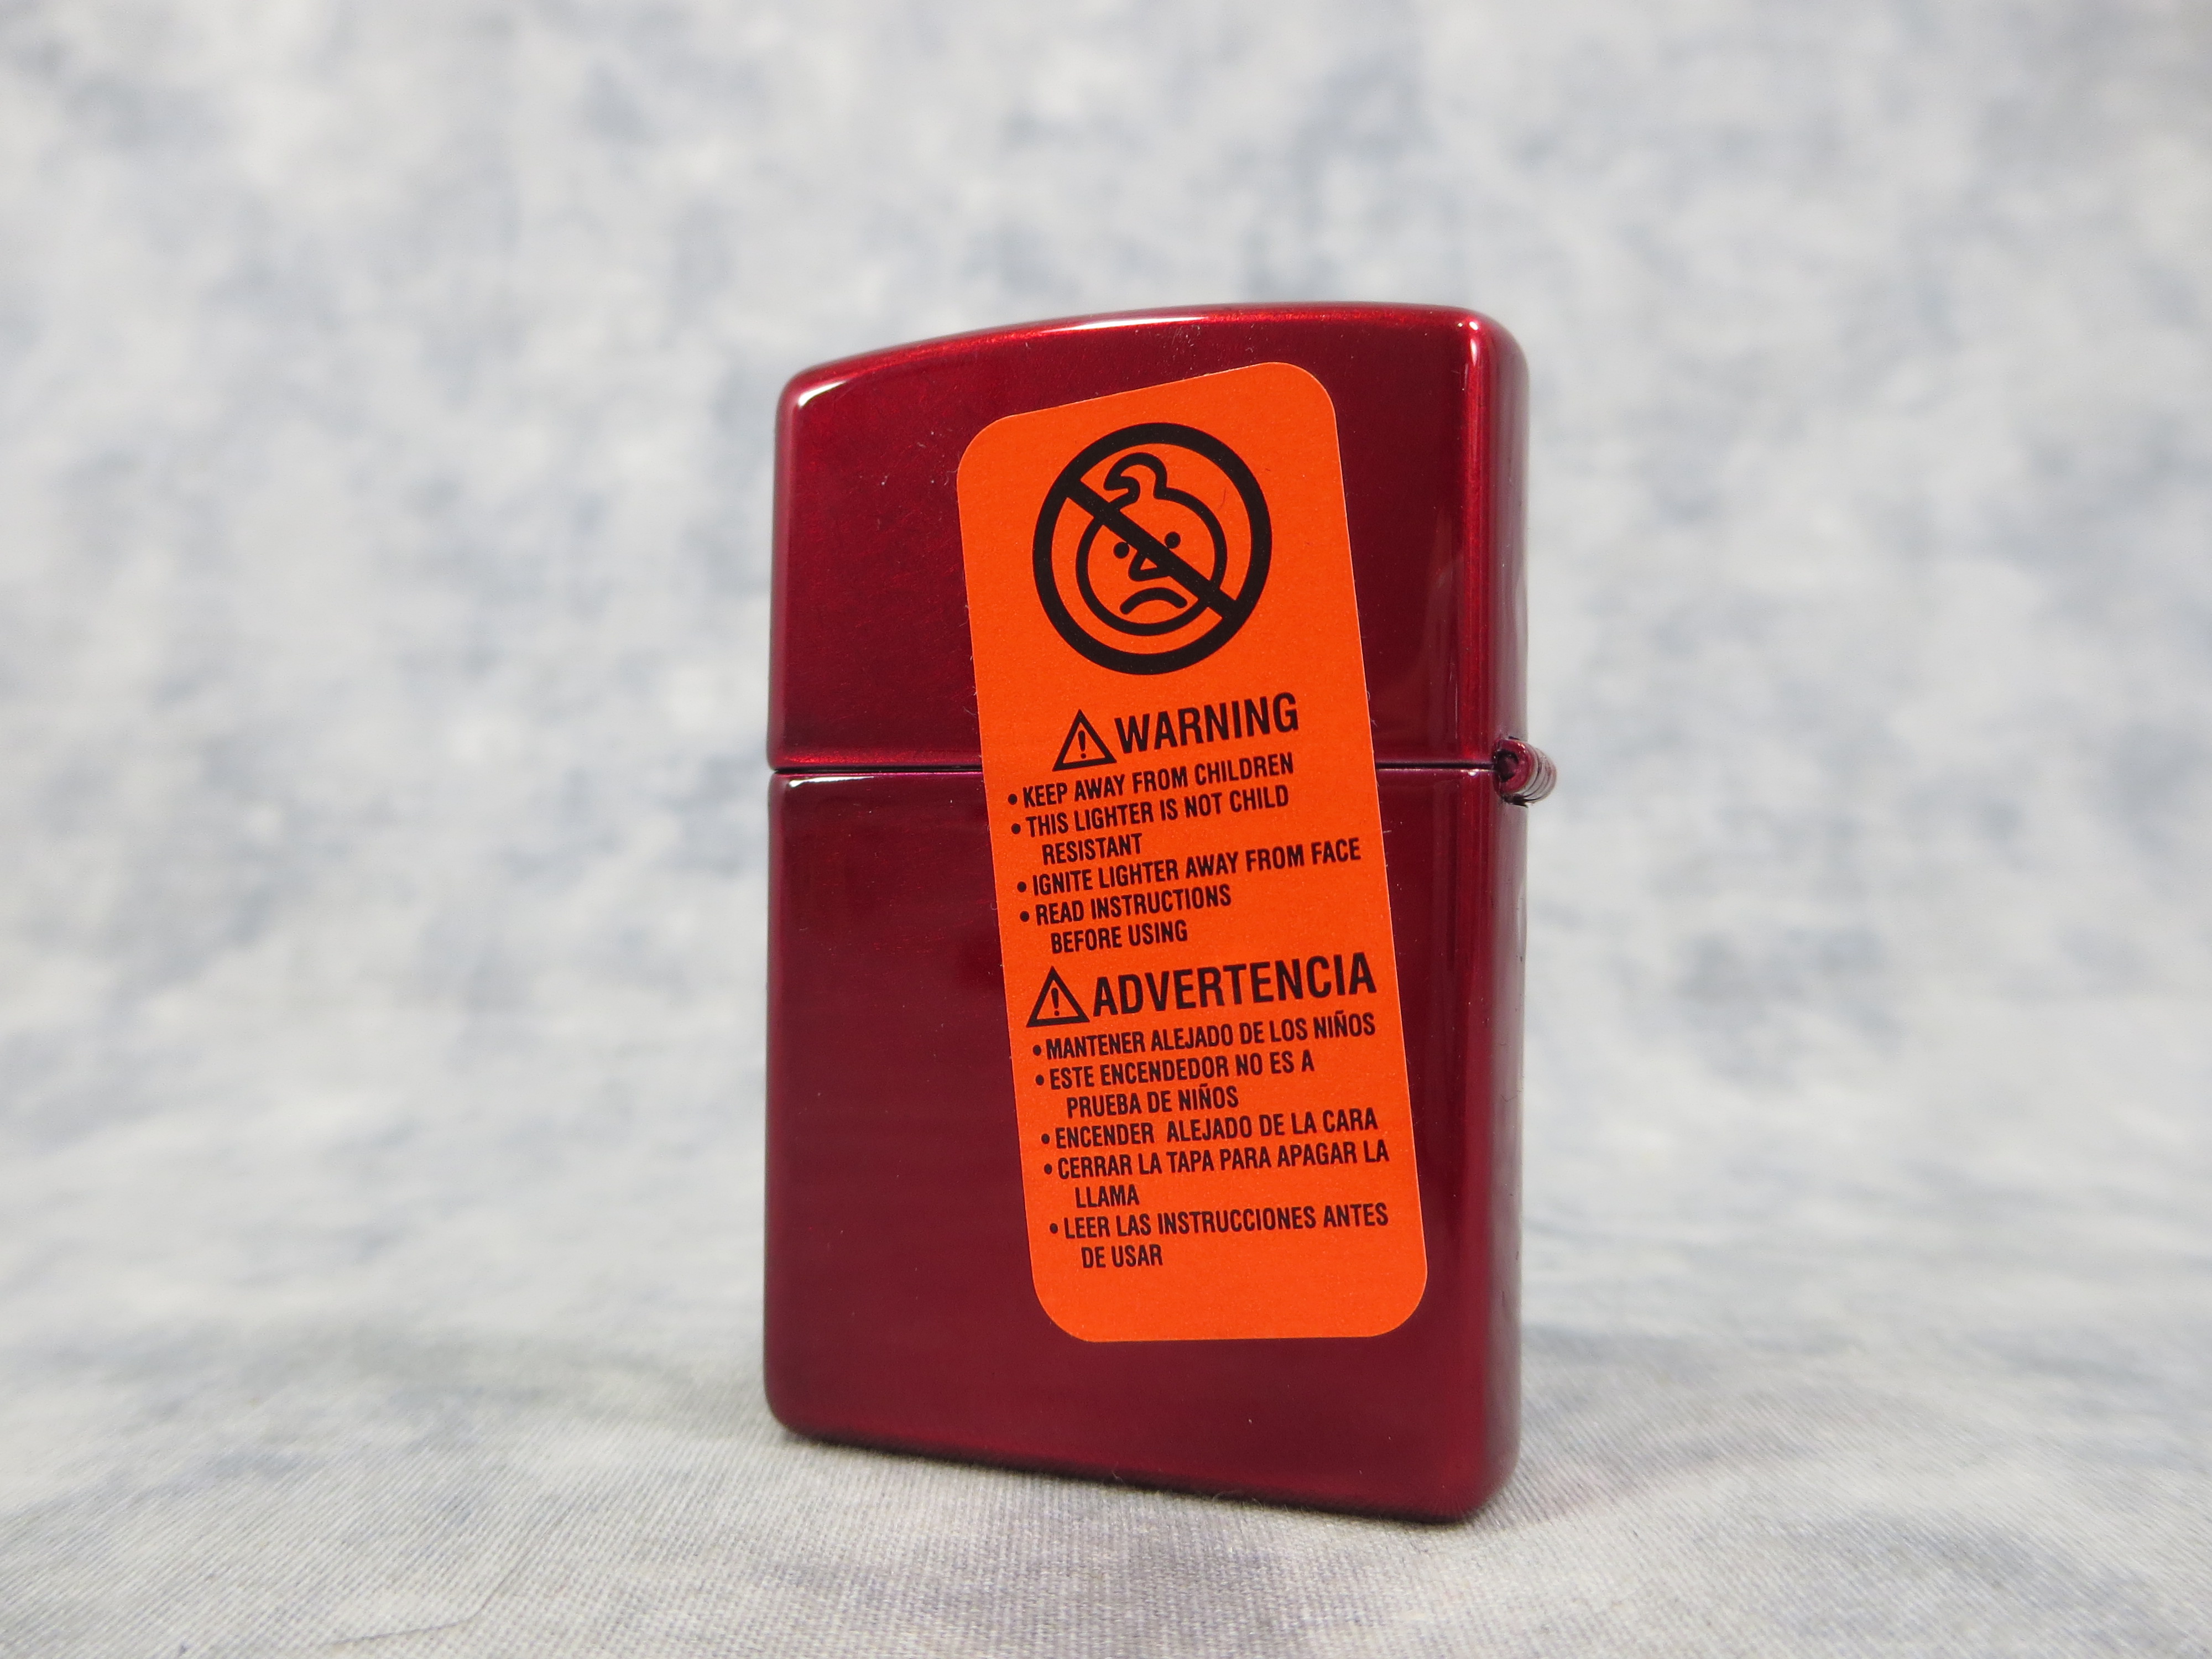 WARNING
• KEEP AWAY FROM CHILDREN
• THIS LIGHTER IS NOT CHILD
RESISTANT
• IGNITE LIGHTER AWAY FROM FACE
• READ INSTRUCTIONS
BEFORE USING
ADVERTENCIA
• MANTENER ALEJADO DE LOS NIÑOS
• ESTE ENCENDEDOR NO ES A
PRUEBA DE NIÑOS
• ENCENDER ALEJADO DE LA CARA
• CERRAR LA TAPA PARA APAGAR LA
LLAMA
• LEER LAS INSTRUCCIONES ANTES
DE USAR